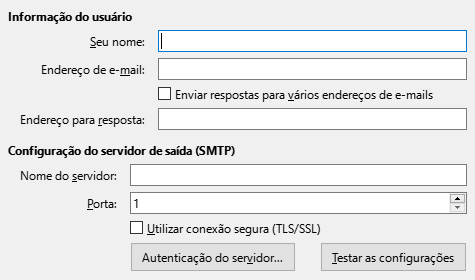 Informação do usuário
Seu nome:
Endereço de e-mail:
Enviar respostas para vários endereços de e-mails
Endereço para resposta:
Configuração do servidor de saída (SMTP)
Nome do servidor:
Porta: 1
Utilizar conexão segura (TLS/SSL)
Autenticação do servidor... Testar as configurações